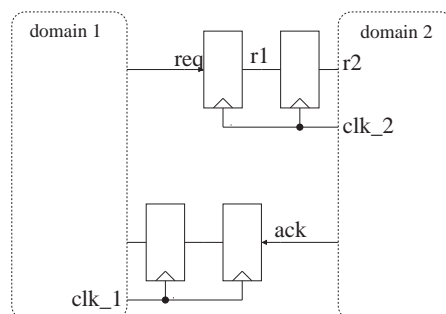 domain 1
domain 2
req
r1
r2
clk_2
ack
clk_1